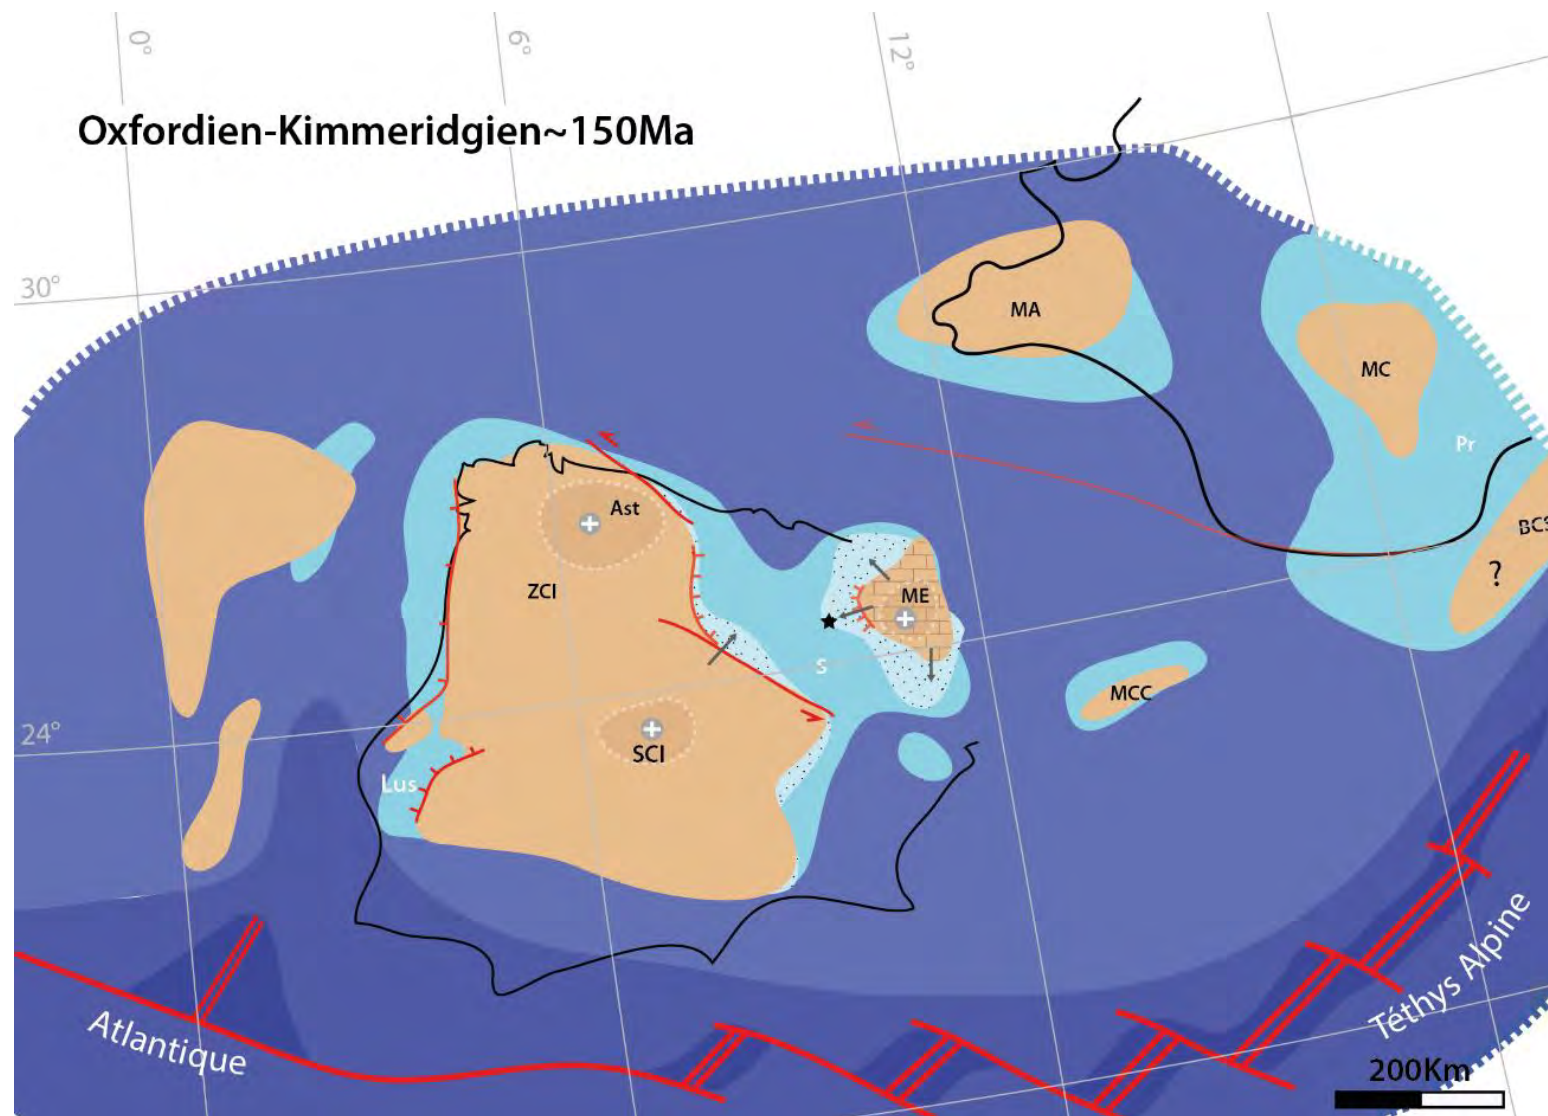 0°
6°
12°
Oxfordien-Kimmeridgien~150Ma
30°
MA
MC
Pr
Ast
BCS
ZCI
ME
?
S
MCC
24°
SCI
Lus
Atlantique
Téthys Alpine
200Km